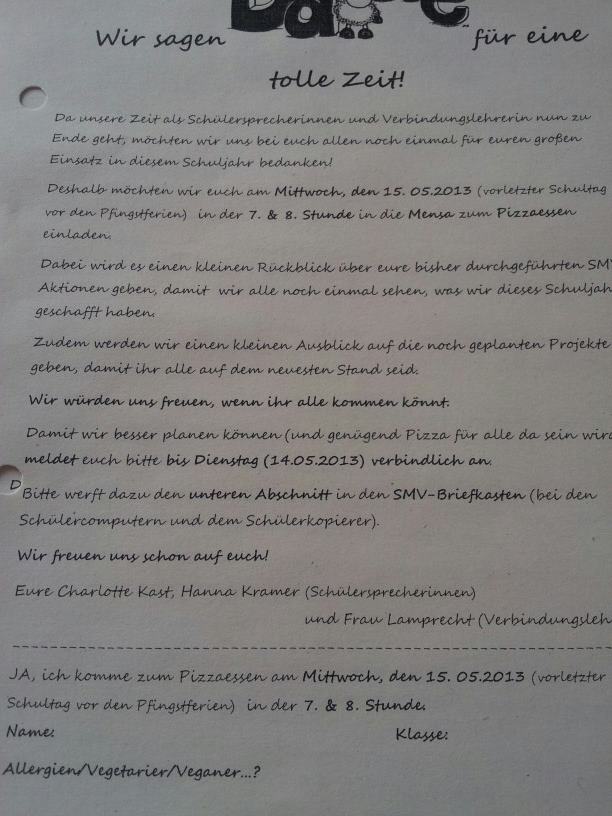 Wir sagen für eine
tolle Zeit!
Da unsere Zeit als Schülersprecherinnen und Verbindungslehrerin nun zu
Ende geht, möchten wir uns bei euch allen noch einmal für euren großen
Einsatz in diesem Schuljahr bedanken!
Deshalb möchten wir euch am Mittwoch, den 15. 05.2013 (vorletzter Schultag
vor den Pfingstferien) in der 7. & 8. Stunde in die Mensa zum Pizzaessen
einladen.
Dabei wird es einen kleinen Rückblick über eure bisher durchgeführten SMV
Aktionen geben, damit wir alle noch einmal sehen, was wir dieses Schuljah
geschafft haben.
Zudem werden wir einen kleinen Ausblick auf die noch geplanten Projekte
geben, damit ihr alle auf dem neuesten Stand seid.
Wir würden uns freuen, wenn ihr alle kommen könnt.
Damit wir besser planen können (und genügend Pizza für alle da sein wird
meldet euch bitte bis Dienstag (14.05.2013) verbindlich an.
D
Bitte werft dazu den unteren Abschnitt in den SMV-Briefkasten (bei den
Schülercomputern und dem Schülerkopierer).
Wir freuen uns schon auf euch!
Eure Charlotte Kast, Hanna Kramer (Schülersprecherinnen)
und Frau Lamprecht (Verbindungsleh
JA, ich komme zum Pizzaessen am Mittwoch, den 15. 05.2013 (vorletzter
Schultag vor den Pfingstferien) in der 7. & 8. Stunde.
Name: Klasse:
Allergien/Vegetarier/Veganer...?